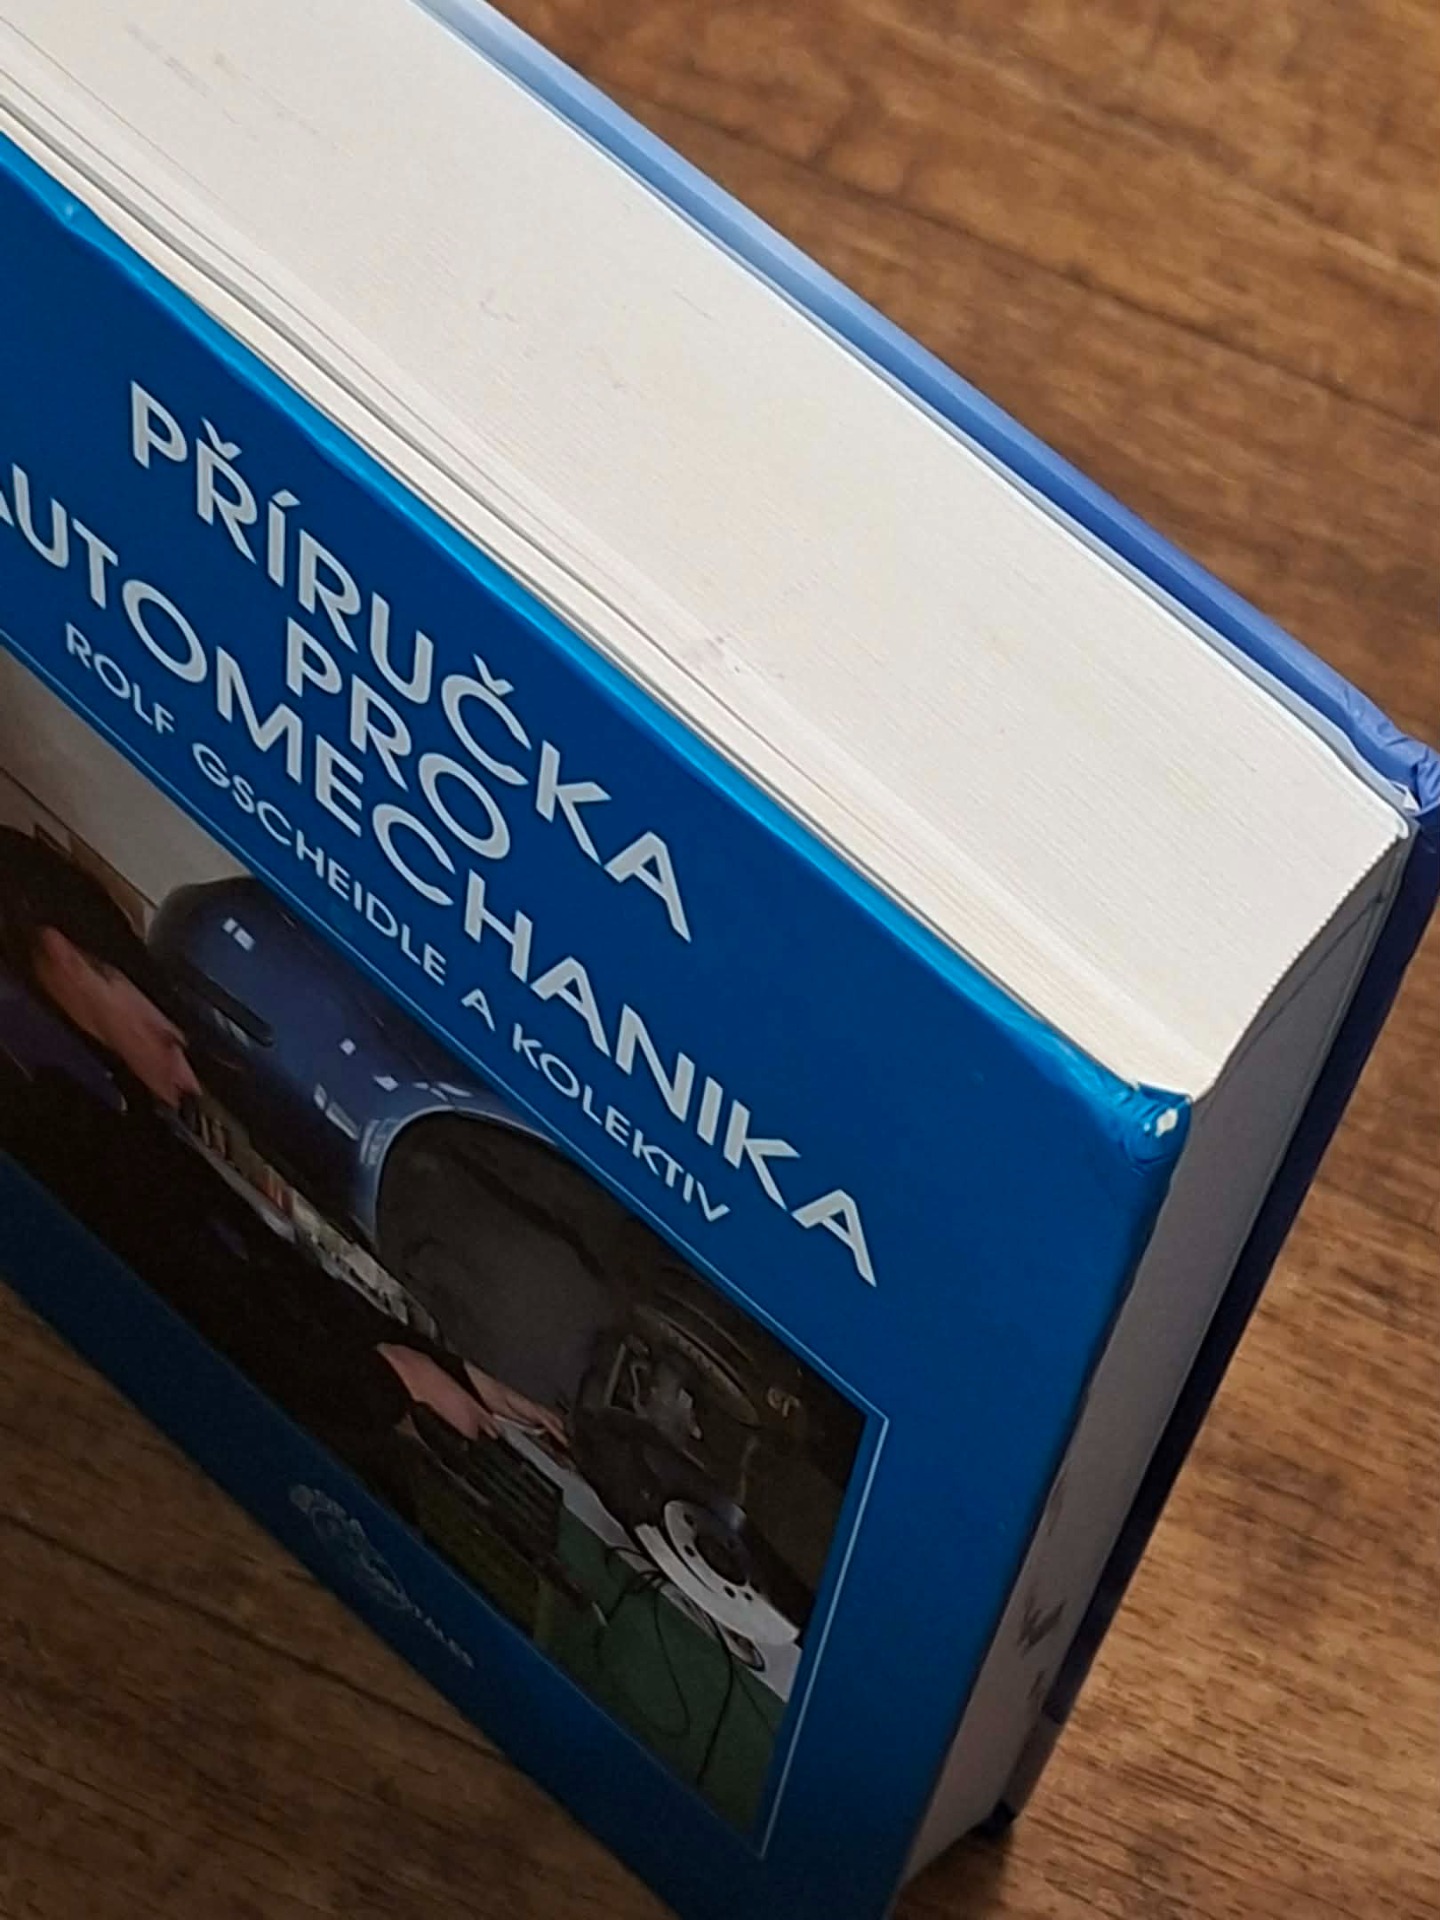 PŘÍRUČKA
PRO
AUTOMECHANIKA
ROLF GSCHEIDLE A KOLEKTIV